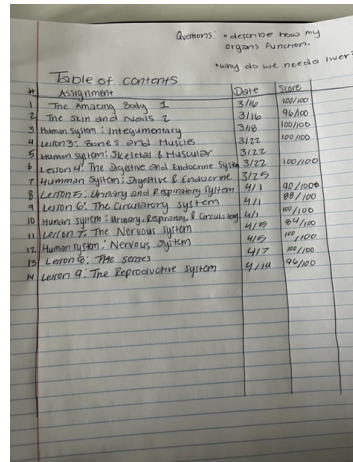 Questions: • describe how my
organs function.
• why do we need a liver?
Table of contents
# Assignment Date Score
1 The Amazing Body 1 3/16 100/100
2 The Skin and Nails 2 3/16 96/100
3 Human system: Integumentary 3/18 100/100
4 Lesson 3: Bones and Muscles 3/22 100/100
5 Human system: Skeletal & Muscular 3/22
6 Lesson 4: The Digestive and Endocrine System 3/22 100/100
7 Humman System: Digestive & Endocrine 3/25
8 Lesson 5: Urinary and Respiratory System 4/1 90/100
9 Lesson 6: The Circulatory system 4/1 88/100
10 Human system: Urinary, Respiratory, & Circulatory 4/1 100/100
11 Lesson 7: The Nervous System 4/5 84/100
12 Human system: Nervous System 4/5 100/100
13 Lesson 8: The senses 4/7 100/100
14 Lesson 9: The Reproductive system 4/14 96/100